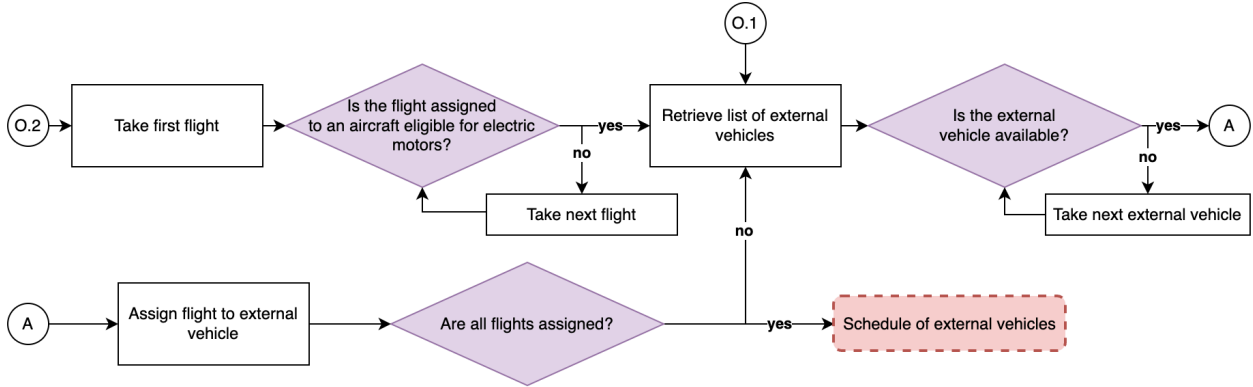 O.1
O.2
Take first flight
Is the flight assigned
to an aircraft eligible for electric
motors?
yes
no
Take next flight
Retrieve list of external
vehicles
Is the external
vehicle available?
yes
no
Take next external vehicle
A
no
A
Assign flight to external
vehicle
Are all flights assigned?
yes
Schedule of external vehicles